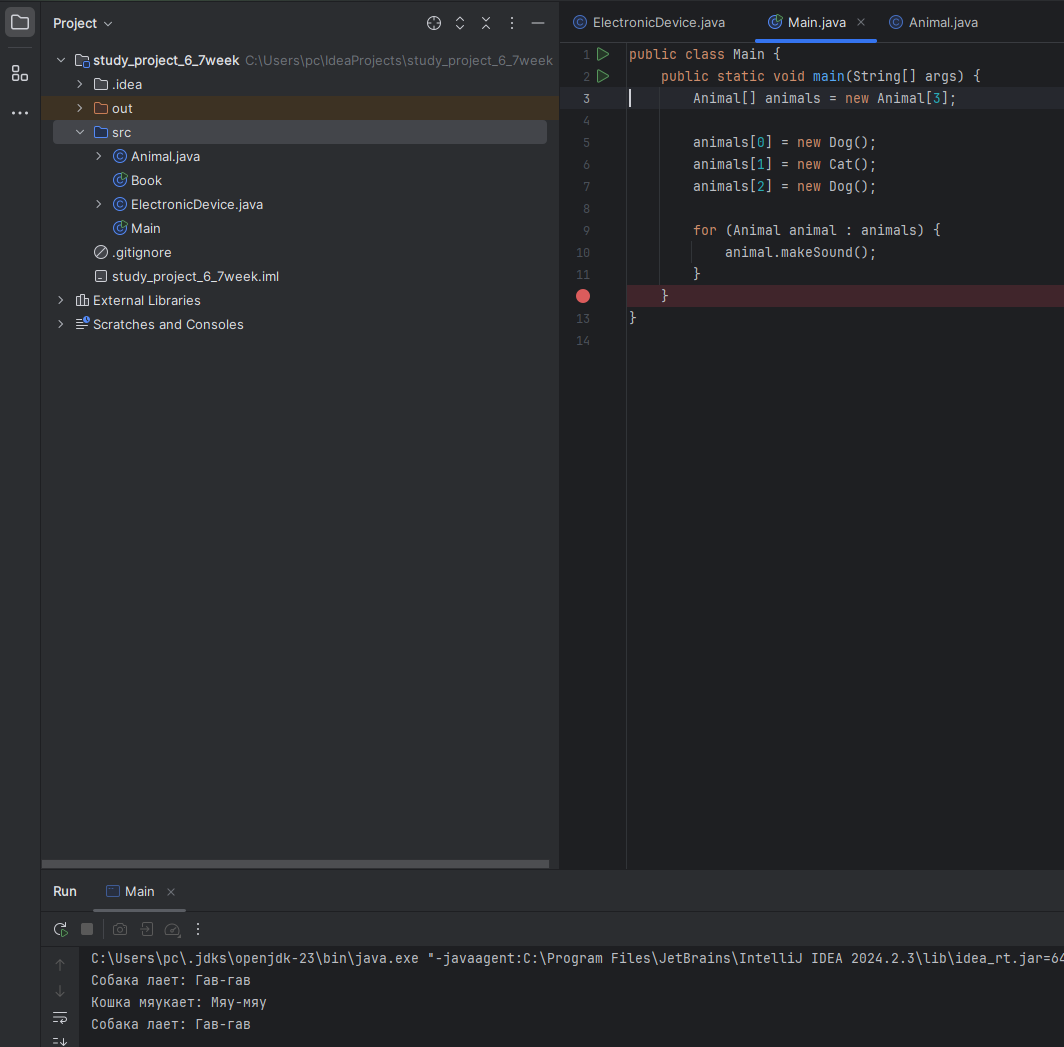 Project
study_project_6_7week C:\Users\pc\IdeaProjects\study_project_6_7week
.idea
out
src
Animal.java
Book
ElectronicDevice.java
Main
.gitignore
study_project_6_7week.iml
External Libraries
Scratches and Consoles
ElectronicDevice.java Main.java Animal.java
1 public class Main {
2 public static void main(String[] args) {
3 Animal[] animals = new Animal[3];
4
5 animals[0] = new Dog();
6 animals[1] = new Cat();
7 animals[2] = new Dog();
8
9 for (Animal animal : animals) {
10 animal.makeSound();
11 }
}
13 }
14
Run Main
C:\Users\pc\.jdks\openjdk-23\bin\java.exe "-javaagent:C:\Program Files\JetBrains\IntelliJ IDEA 2024.2.3\lib\idea_rt.jar=64
Собака лает: Гав-гав
Кошка мяукает: Мяу-мяу
Собака лает: Гав-гав